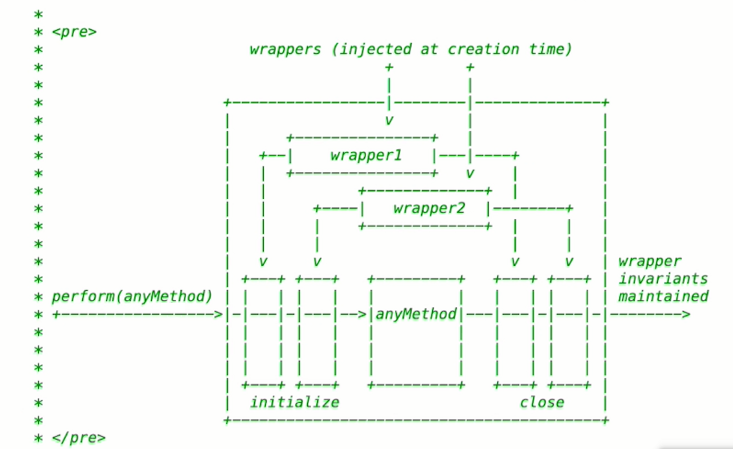 *
* <pre>
*                       wrappers (injected at creation time)
*                                      +        +
*                                      |        |
*                    +-----------------|--------|--------------+
*                    |                 v        |              |
*                    |      +----------------+  |              |
*                    |   +--|    wrapper1    |---|----+         |
*                    |   |  +----------------+  v    |         |
*                    |   |          +--------------+ |         |
*                    |   |     +----|   wrapper2   |--------+   |
*                    |   |     |    +--------------+ |     |   |
*                    |   |     |                     |     |   |
*                    |   v     v                     v     v   | wrapper
*                    | +----+ +----+  +----------+  +----+ +----+ | invariants
* perform(anyMethod) | |    | |    |  |          |  |    | |    | | maintained
* +----------------->|-|----|-|----|-->|anyMethod|---|----|-|----|-|-------->
*                    | |    | |    |  |          |  |    | |    | |
*                    | |    | |    |  |          |  |    | |    | |
*                    | |    | |    |  |          |  |    | |    | |
*                    | +----+ +----+  +----------+  +----+ +----+ |
*                    |  initialize                     close    |
*                    +-----------------------------------------+
* </pre>